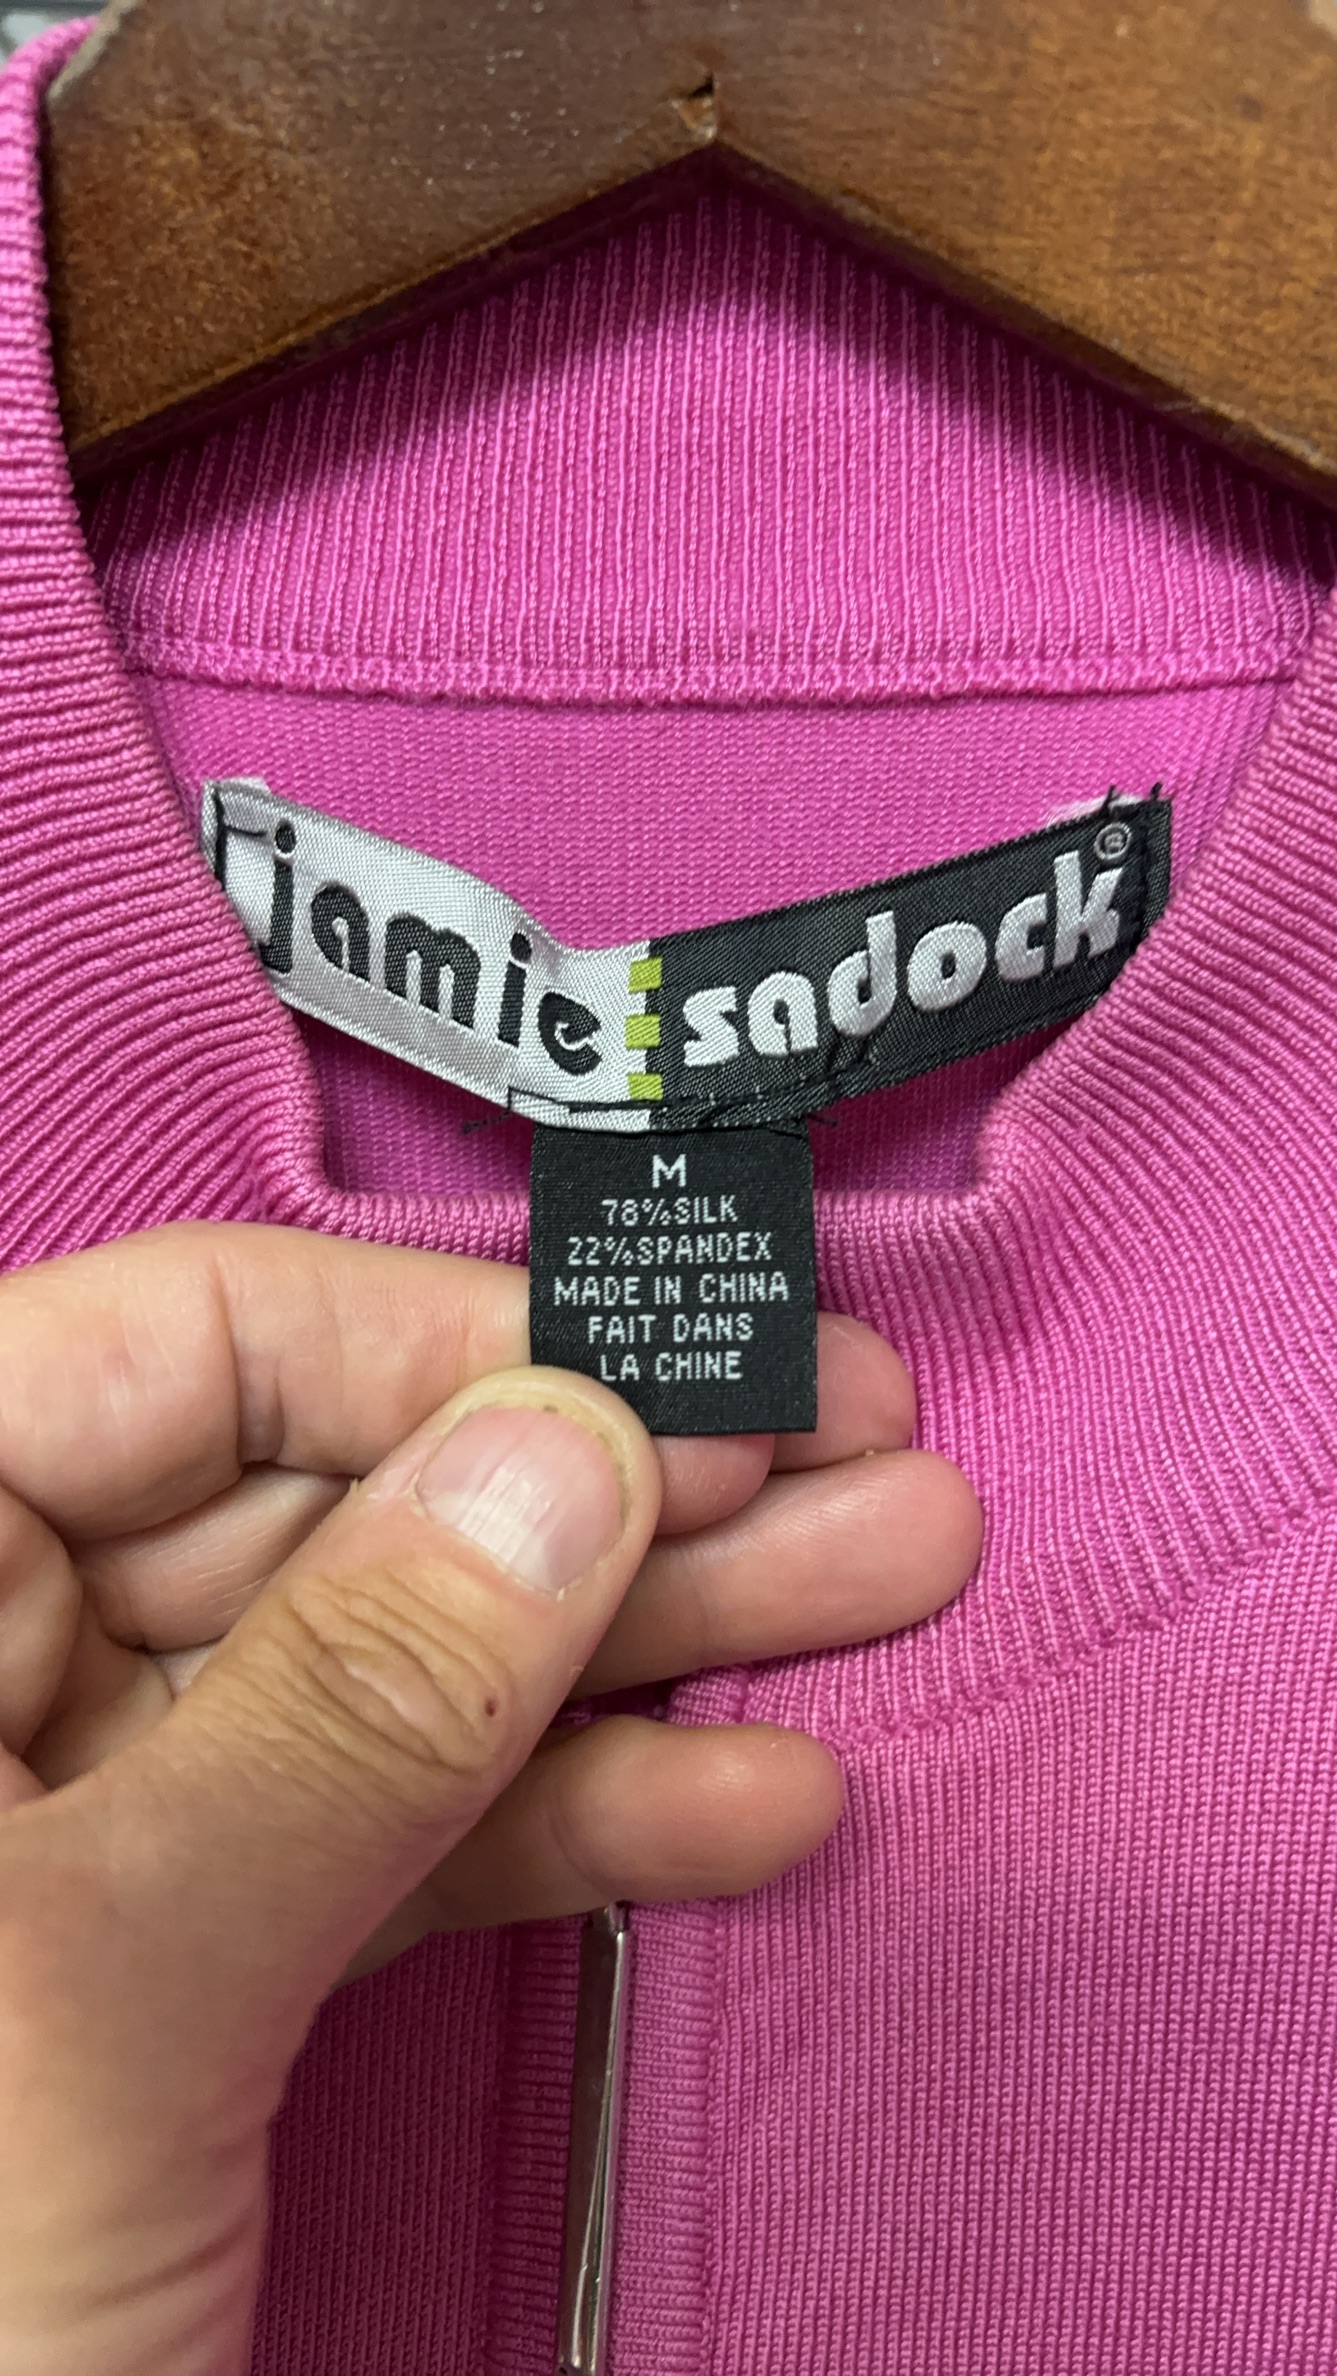 jamie sadock®
M
78%SILK
22%SPANDEX
MADE IN CHINA
FAIT DANS
LA CHINE